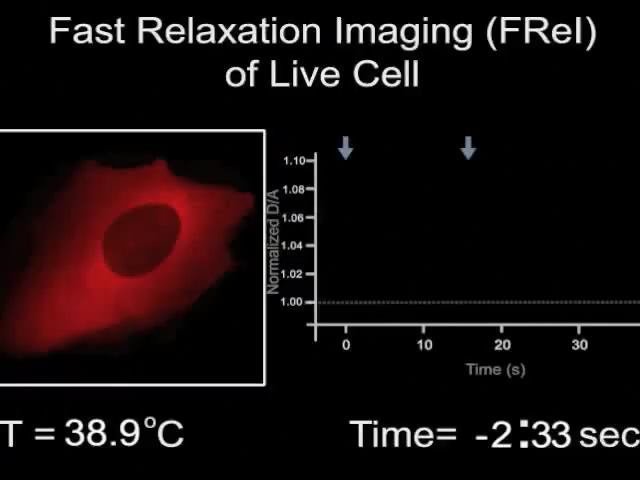 Fast Relaxation Imaging (FReI)
of Live Cell
Normalized D/A
1.10
1.08
1.06
1.04
1.02
1.00
0 10 20 30
Time (s)
T = 38.9°C
Time= -2:33 sec